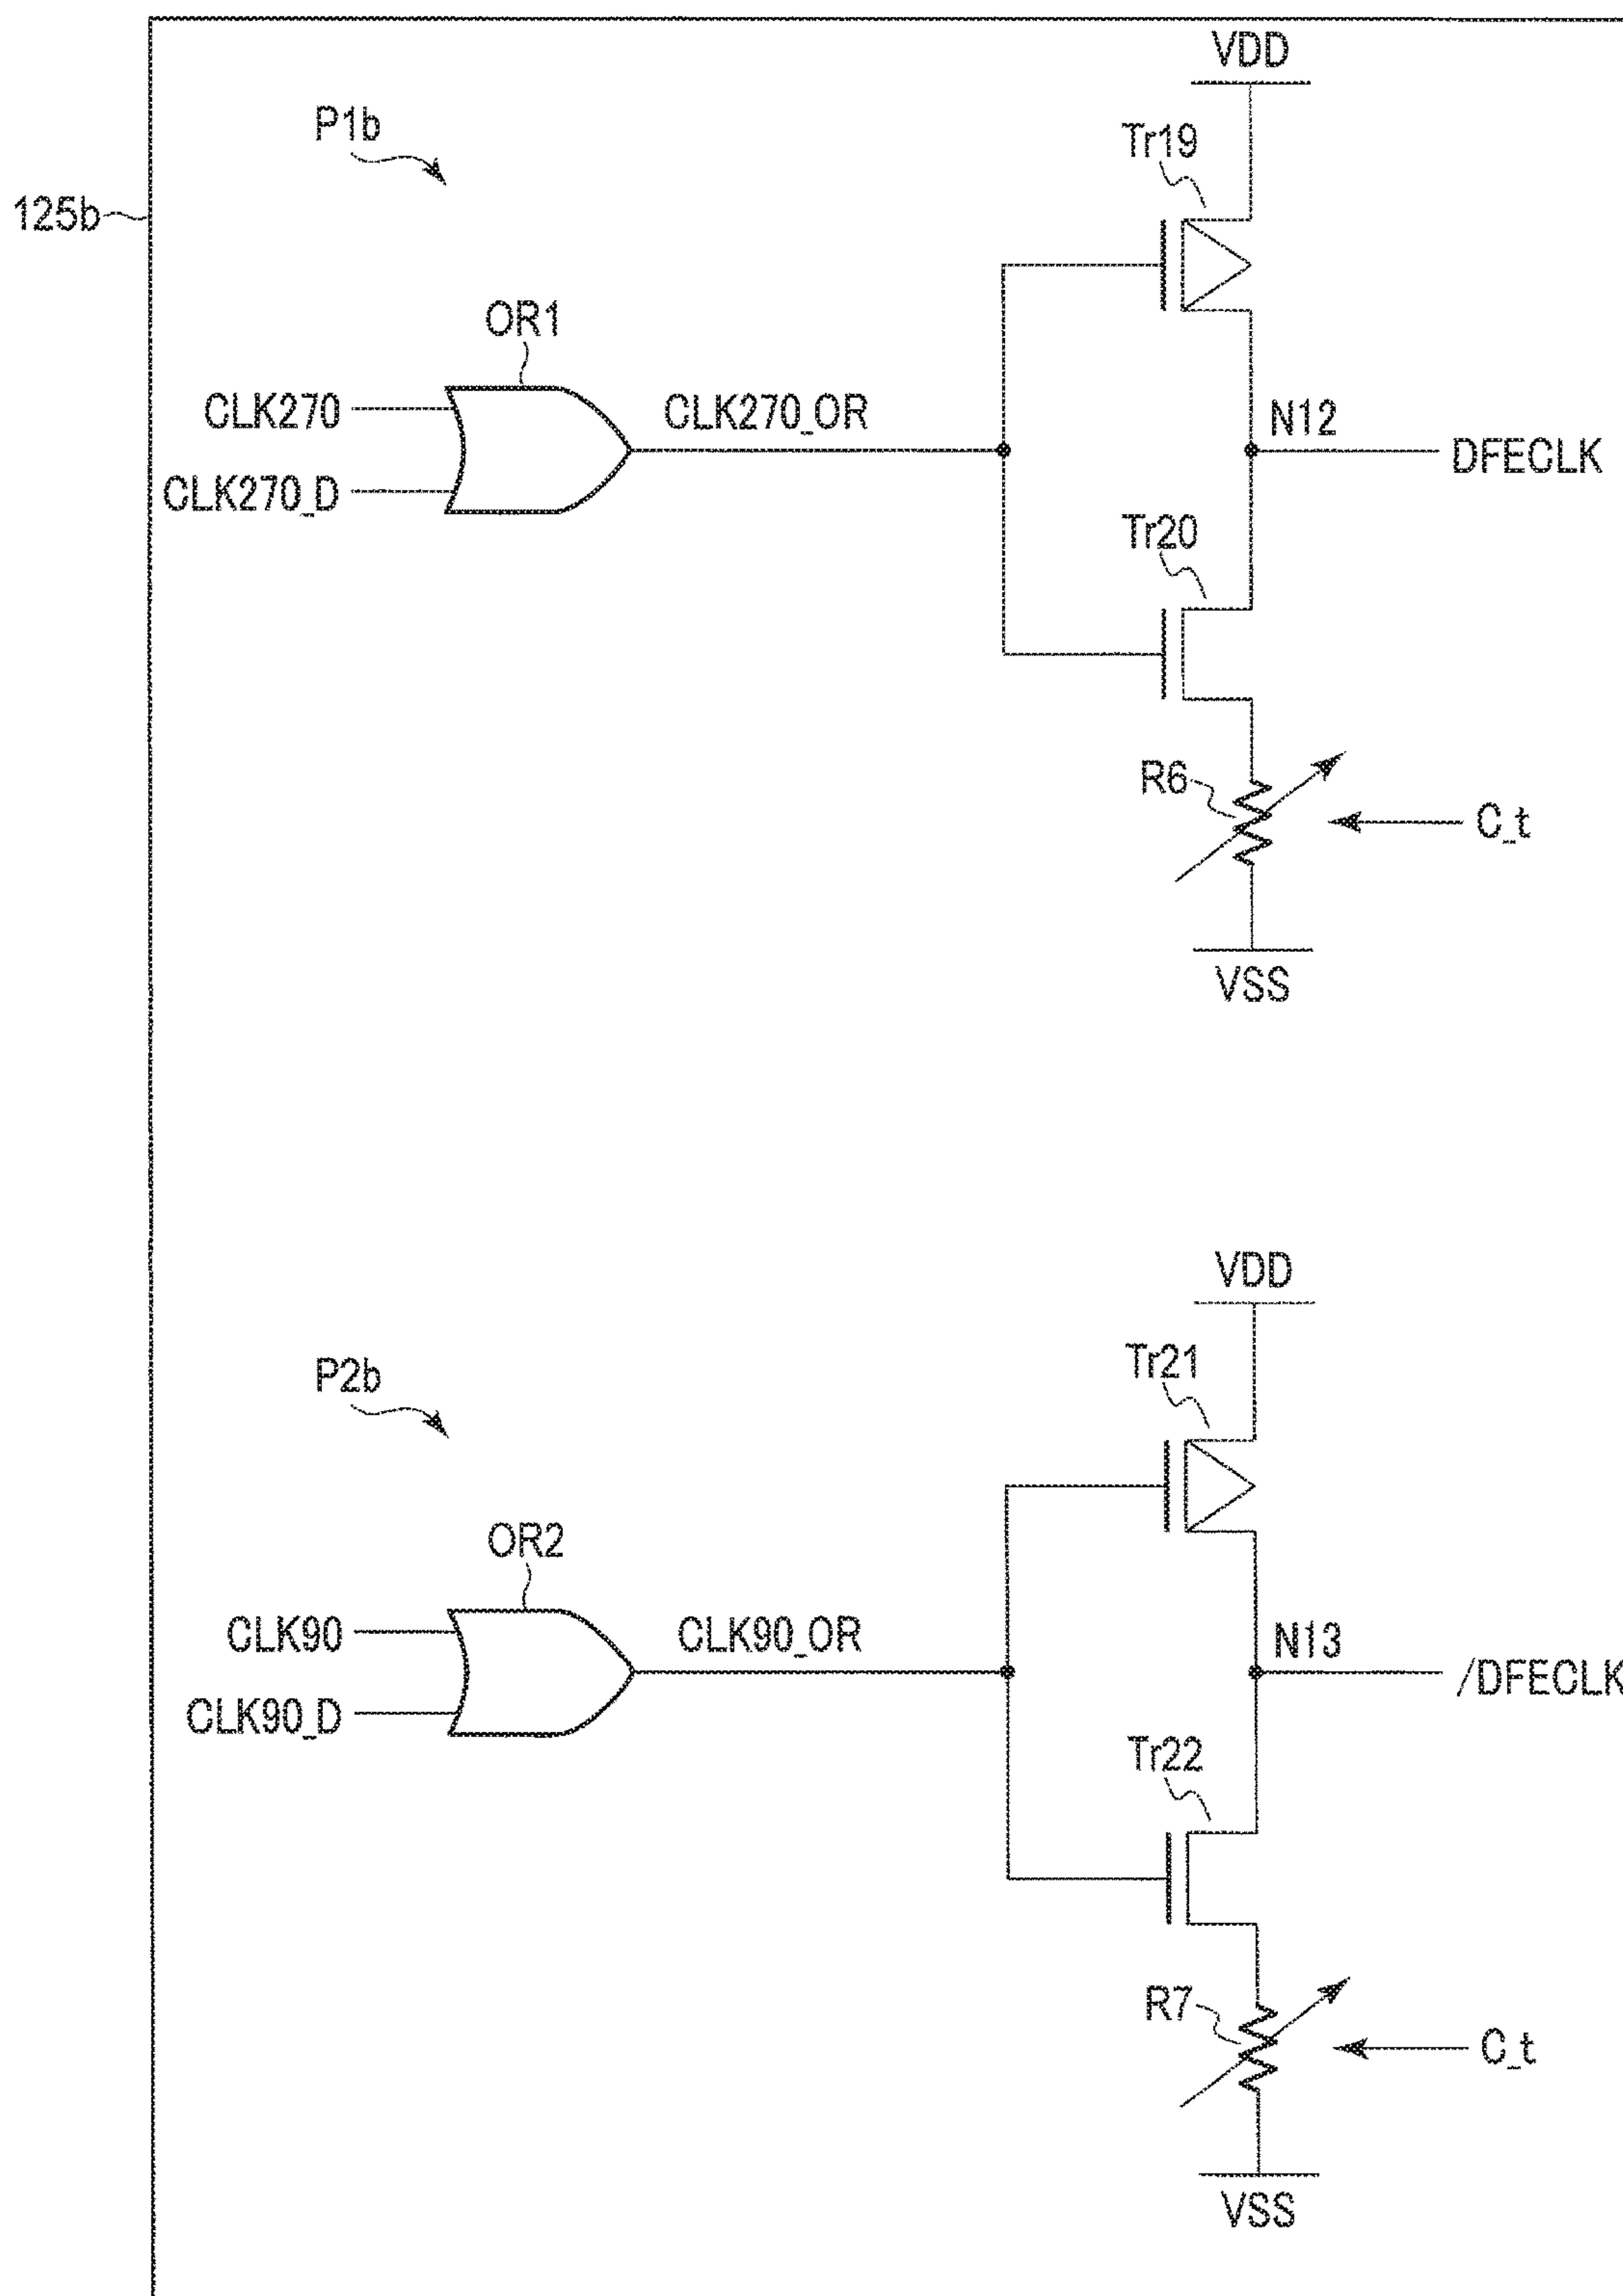 VDD
P1b
Tr19
125b
OR1
CLK270
CLK270_OR
N12
DFECLK
CLK270_D
Tr20
R6
C_t
VSS
VDD
P2b
Tr21
OR2
CLK90
CLK90_OR
N13
/DFECLK
CLK90_D
Tr22
R7
C_t
VSS